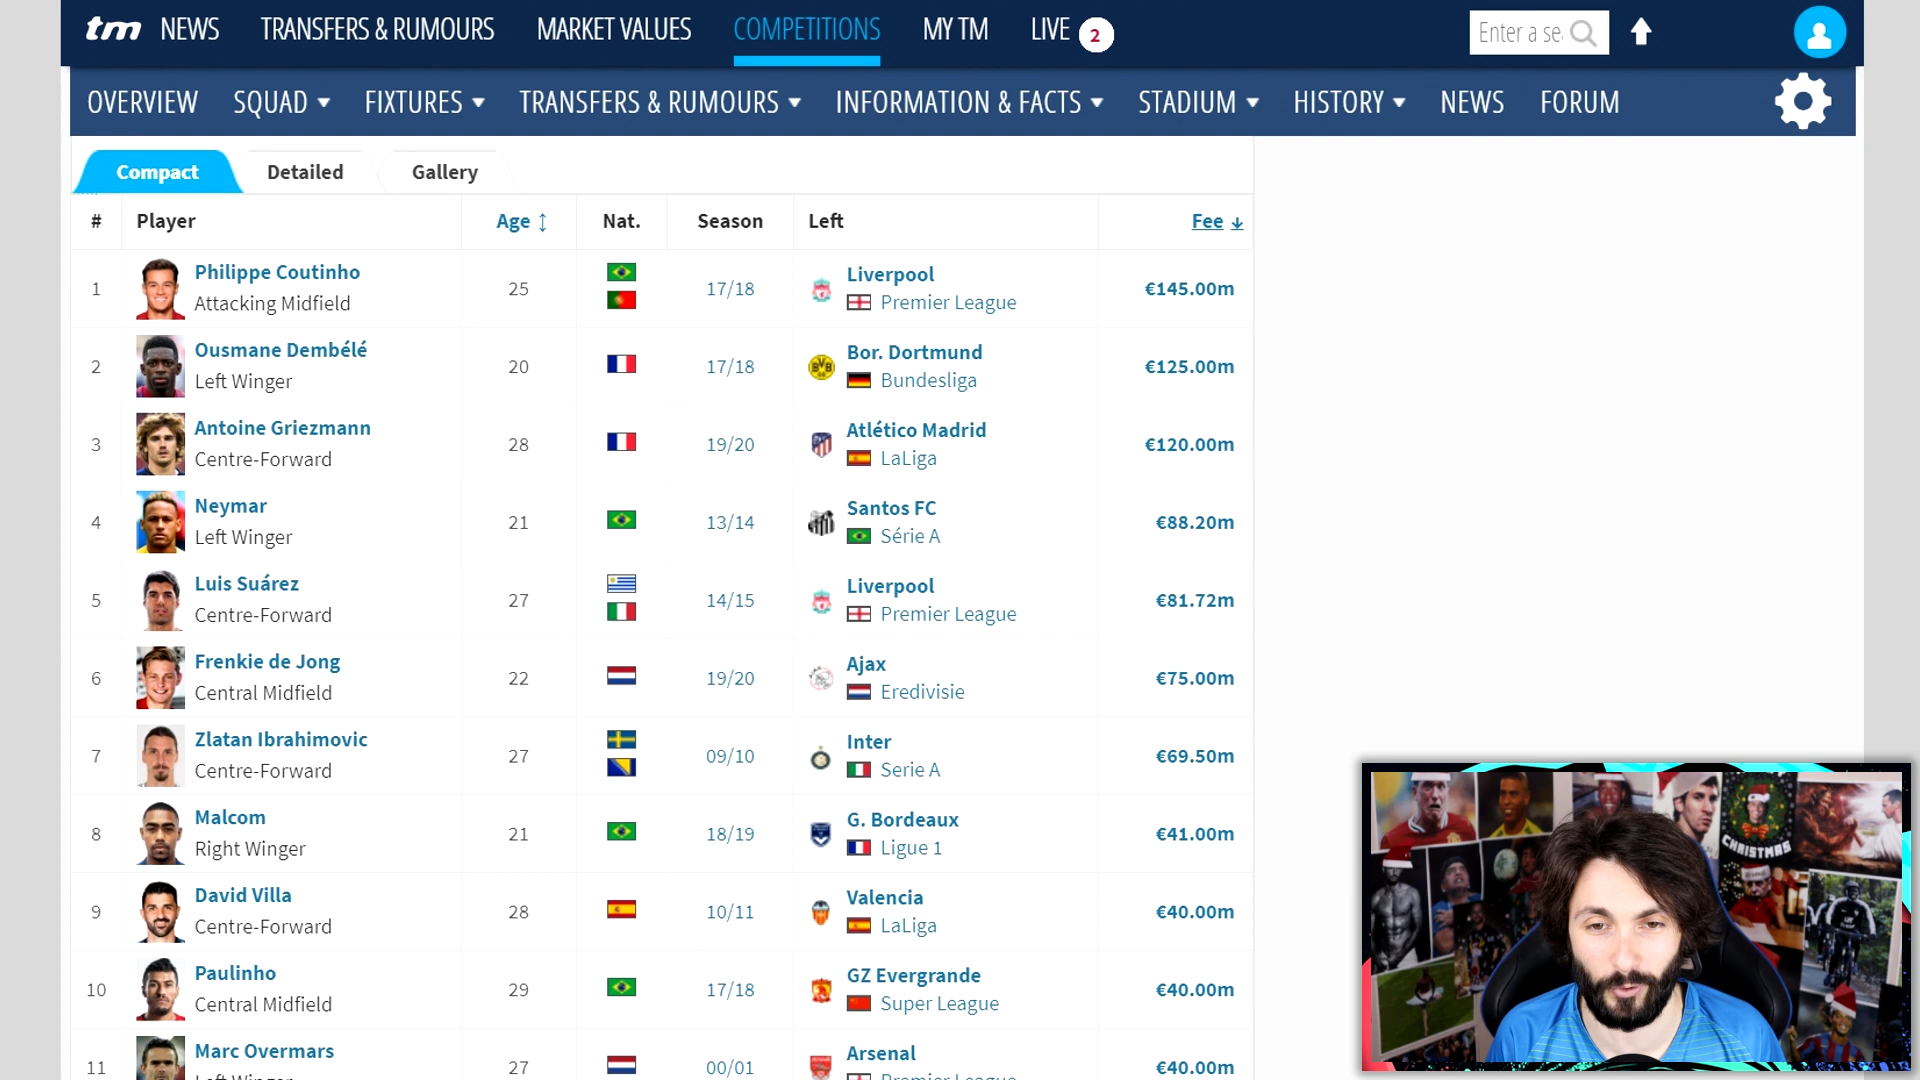 tm NEWS TRANSFERS & RUMOURS MARKET VALUES COMPETITIONS MY TM LIVE 2 Enter a se
OVERVIEW SQUAD FIXTURES TRANSFERS & RUMOURS INFORMATION & FACTS STADIUM HISTORY NEWS FORUM
Compact Detailed Gallery
# Player Age Nat. Season Left Fee
1 Philippe Coutinho Attacking Midfield 25 17/18 Liverpool Premier League €145.00m
2 Ousmane Dembélé Left Winger 20 17/18 Bor. Dortmund Bundesliga €125.00m
3 Antoine Griezmann Centre-Forward 28 19/20 Atlético Madrid LaLiga €120.00m
4 Neymar Left Winger 21 13/14 Santos FC Série A €88.20m
5 Luis Suárez Centre-Forward 27 14/15 Liverpool Premier League €81.72m
6 Frenkie de Jong Central Midfield 22 19/20 Ajax Eredivisie €75.00m
7 Zlatan Ibrahimovic Centre-Forward 27 09/10 Inter Serie A €69.50m
8 Malcom Right Winger 21 18/19 G. Bordeaux Ligue 1 €41.00m
9 David Villa Centre-Forward 28 10/11 Valencia LaLiga €40.00m
10 Paulinho Central Midfield 29 17/18 GZ Evergrande Super League €40.00m
11 Marc Overmars Left Winger 27 00/01 Arsenal Premier League €40.00m
CHRISTMAS